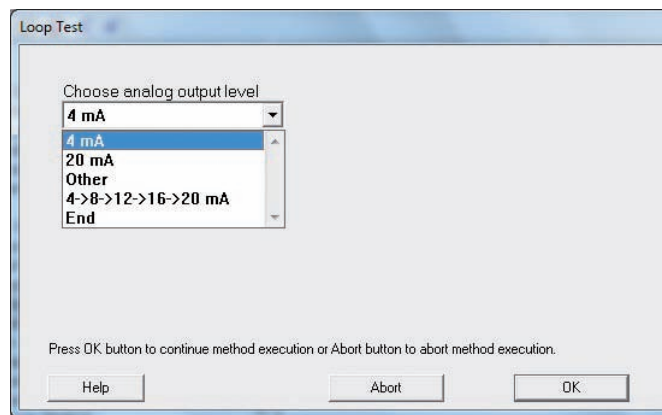 Loop Test
Choose analog output level
4 mA
4 mA
20 mA
Other
4->8->12->16->20 mA
End
Press OK button to continue method execution or Abort button to abort method execution.
Help
Abort
OK